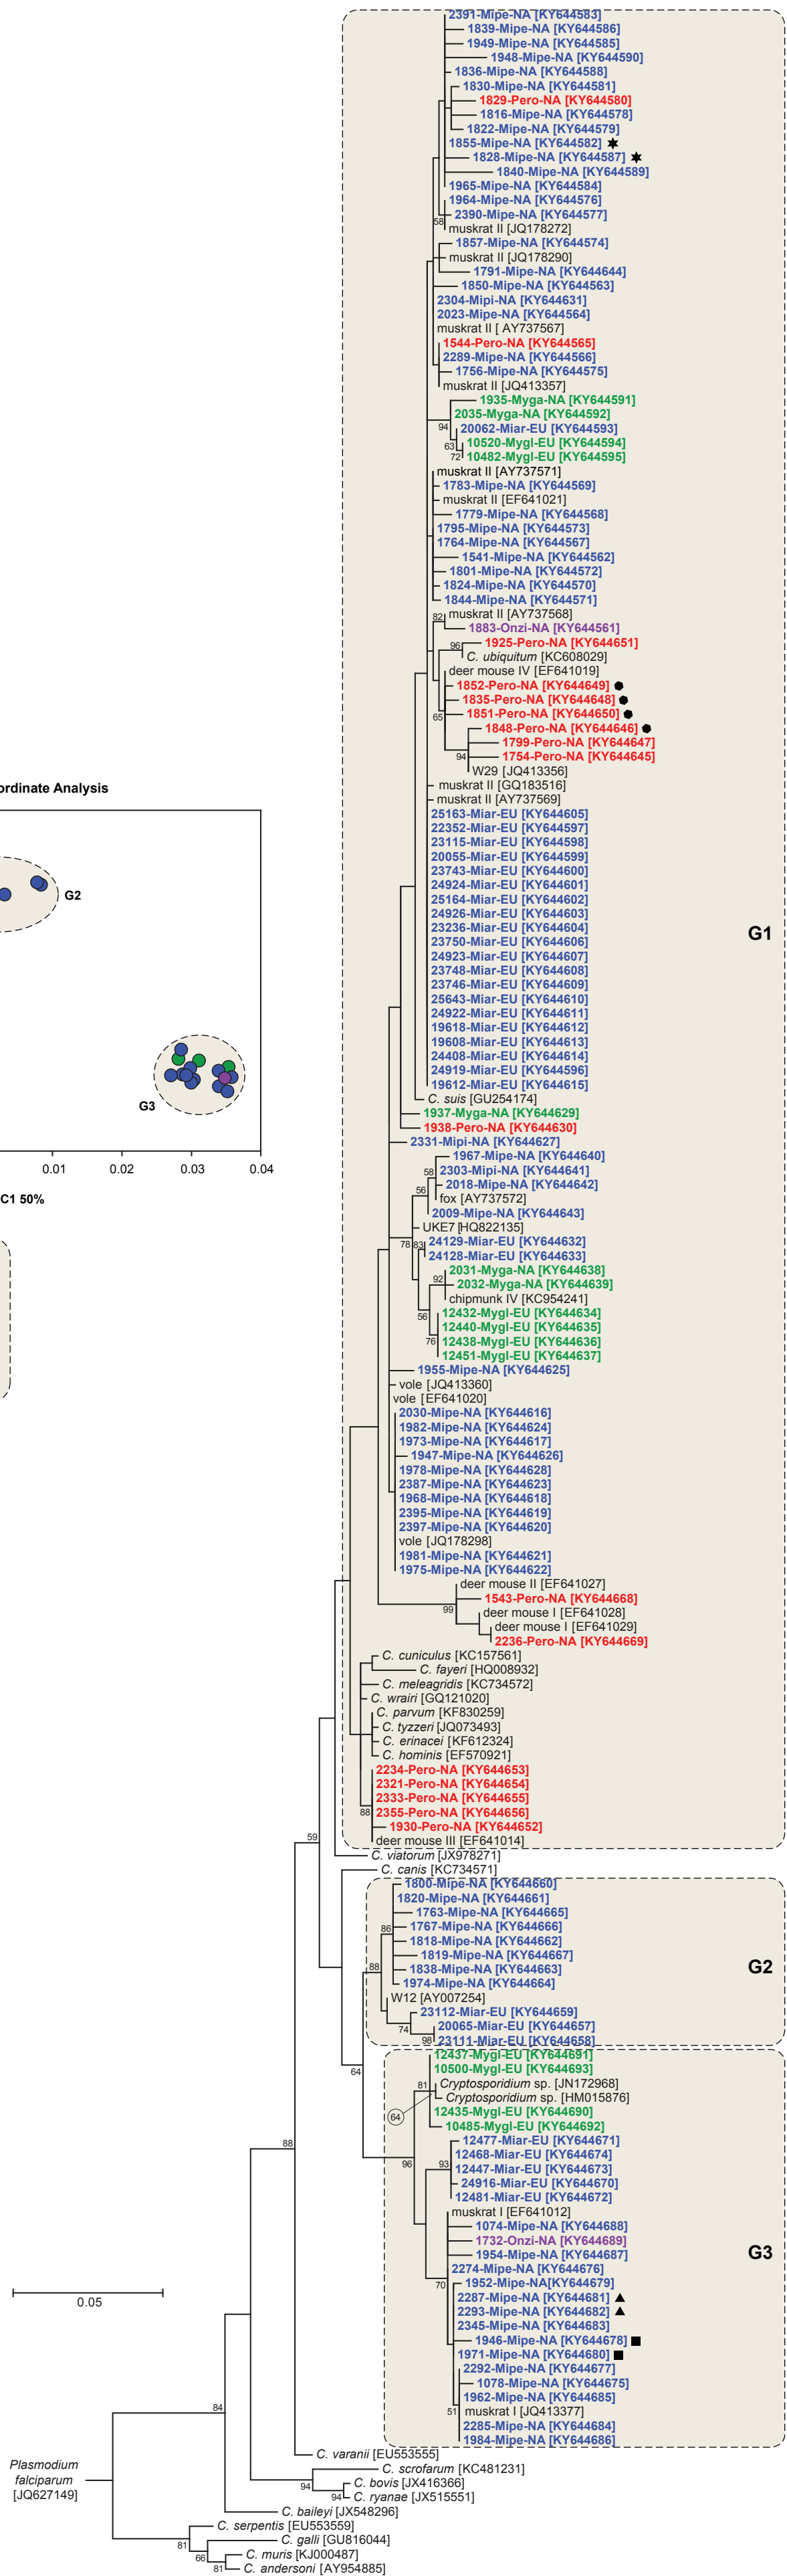 2391-Mipe-NA [KY644583]
1839-Mipe-NA [KY644586]
1949-Mipe-NA [KY644585]
1948-Mipe-NA [KY644590]
1836-Mipe-NA [KY644588]
1830-Mipe-NA [KY644581]
1829-Pero-NA [KY644580]
1816-Mipe-NA [KY644578]
1822-Mipe-NA [KY644579]
1855-Mipe-NA [KY644582]
1828-Mipe-NA [KY644587]
1840-Mipe-NA [KY644589]
1965-Mipe-NA [KY644584]
1964-Mipe-NA [KY644576]
2390-Mipe-NA [KY644577]
58
muskrat II [JQ178272]
1857-Mipe-NA [KY644574]
muskrat II [JQ178290]
1791-Mipe-NA [KY644644]
1850-Mipe-NA [KY644563]
2304-Mipi-NA [KY644631]
2023-Mipe-NA [KY644564]
muskrat II [ AY737567]
1544-Pero-NA [KY644565]
2289-Mipe-NA [KY644566]
1756-Mipe-NA [KY644575]
muskrat II [JQ413357]
1935-Myga-NA [KY644591]
2035-Myga-NA [KY644592]
94
20062-Miar-EU [KY644593]
10520-Mygl-EU [KY644594]
63
10482-Mygl-EU [KY644595]
72
muskrat II [AY737571]
1783-Mipe-NA [KY644569]
muskrat II [EF641021]
1779-Mipe-NA [KY644568]
1795-Mipe-NA [KY644573]
1764-Mipe-NA [KY644567]
1541-Mipe-NA [KY644562]
1801-Mipe-NA [KY644572]
1824-Mipe-NA [KY644570]
1844-Mipe-NA [KY644571]
muskrat II [AY737568]
82
1883-Onzi-NA [KY644561]
1925-Pero-NA [KY644651]
96
C. ubiquitum [KC608029]
deer mouse IV [EF641019]
1852-Pero-NA [KY644649]
1835-Pero-NA [KY644648]
1851-Pero-NA [KY644650]
65
1848-Pero-NA [KY644646]
1799-Pero-NA [KY644647]
1754-Pero-NA [KY644645]
94
W29 [JQ413356]
muskrat II [GQ183516]
muskrat II [AY737569]
ordinate Analysis
25163-Miar-EU [KY644605]
22352-Miar-EU [KY644597]
23115-Miar-EU [KY644598]
20055-Miar-EU [KY644599]
23743-Miar-EU [KY644600]
24924-Miar-EU [KY644601]
25164-Miar-EU [KY644602]
24926-Miar-EU [KY644603]
23236-Miar-EU [KY644604]
23750-Miar-EU [KY644606]
24923-Miar-EU [KY644607]
23748-Miar-EU [KY644608]
23746-Miar-EU [KY644609]
25643-Miar-EU [KY644610]
24922-Miar-EU [KY644611]
19618-Miar-EU [KY644612]
19608-Miar-EU [KY644613]
24408-Miar-EU [KY644614]
24919-Miar-EU [KY644596]
19612-Miar-EU [KY644615]
G1
G2
G3
0.01 0.02 0.03 0.04
C1 50%
C. suis [GU254174]
1937-Myga-NA [KY644629]
1938-Pero-NA [KY644630]
2331-Mipi-NA [KY644627]
1967-Mipe-NA [KY644640]
2303-Mipi-NA [KY644641]
58
2018-Mipe-NA [KY644642]
56
fox [AY737572]
2009-Mipe-NA [KY644643]
UKE7 [HQ822135]
24129-Miar-EU [KY644632]
78 83
24128-Miar-EU [KY644633]
2031-Myga-NA [KY644638]
92
2032-Myga-NA [KY644639]
chipmunk IV [KC954241]
12432-Mygl-EU [KY644634]
56
12440-Mygl-EU [KY644635]
12438-Mygl-EU [KY644636]
76
12451-Mygl-EU [KY644637]
1955-Mipe-NA [KY644625]
vole [JQ413360]
vole [EF641020]
2030-Mipe-NA [KY644616]
1982-Mipe-NA [KY644624]
1973-Mipe-NA [KY644617]
1947-Mipe-NA [KY644626]
1978-Mipe-NA [KY644628]
2387-Mipe-NA [KY644623]
1968-Mipe-NA [KY644618]
2395-Mipe-NA [KY644619]
2397-Mipe-NA [KY644620]
vole [JQ178298]
1981-Mipe-NA [KY644621]
1975-Mipe-NA [KY644622]
deer mouse II [EF641027]
1543-Pero-NA [KY644668]
99
deer mouse I [EF641028]
deer mouse I [EF641029]
2236-Pero-NA [KY644669]
C. cuniculus [KC157561]
C. fayeri [HQ008932]
C. meleagridis [KC734572]
C. wrairi [GQ121020]
C. parvum [KF830259]
C. tyzzeri [JQ073493]
C. erinacei [KF612324]
C. hominis [EF570921]
2234-Pero-NA [KY644653]
2321-Pero-NA [KY644654]
2333-Pero-NA [KY644655]
2355-Pero-NA [KY644656]
88
1930-Pero-NA [KY644652]
59
deer mouse III [EF641014]
C. viatorum [JX978271]
C. canis [KC734571]
1800-Mipe-NA [KY644660]
1820-Mipe-NA [KY644661]
1763-Mipe-NA [KY644665]
1767-Mipe-NA [KY644666]
86
1818-Mipe-NA [KY644662]
1819-Mipe-NA [KY644667]
88
1838-Mipe-NA [KY644663]
1974-Mipe-NA [KY644664]
G2
W12 [AY007254]
23112-Miar-EU [KY644659]
20065-Miar-EU [KY644657]
74
23111-Miar-EU [KY644658]
98
12437-Mygl-EU [KY644691]
10500-Mygl-EU [KY644693]
64
Cryptosporidium sp. [JN172968]
81
Cryptosporidium sp. [HM015876]
12435-Mygl-EU [KY644690]
64
10485-Mygl-EU [KY644692]
12477-Miar-EU [KY644671]
88
12468-Miar-EU [KY644674]
96
93
12447-Miar-EU [KY644673]
24916-Miar-EU [KY644670]
12481-Miar-EU [KY644672]
muskrat I [EF641012]
1074-Mipe-NA [KY644688]
1732-Onzi-NA [KY644689]
1954-Mipe-NA [KY644687]
G3
2274-Mipe-NA [KY644676]
1952-Mipe-NA[KY644679]
70
2287-Mipe-NA [KY644681]
2293-Mipe-NA [KY644682]
0.05
2345-Mipe-NA [KY644683]
1946-Mipe-NA [KY644678]
1971-Mipe-NA [KY644680]
2292-Mipe-NA [KY644677]
1078-Mipe-NA [KY644675]
1962-Mipe-NA [KY644685]
84
51
muskrat I [JQ413377]
2285-Mipe-NA [KY644684]
1984-Mipe-NA [KY644686]
C. varanii [EU553555]
Plasmodium
falciparum
[JQ627149]
C. scrofarum [KC481231]
94
C. bovis [JX416366]
94
C. ryanae [JX515551]
C. baileyi [JX548296]
C. serpentis [EU553559]
81
C. galli [GU816044]
66
C. muris [KJ000487]
81
C. andersoni [AY954885]